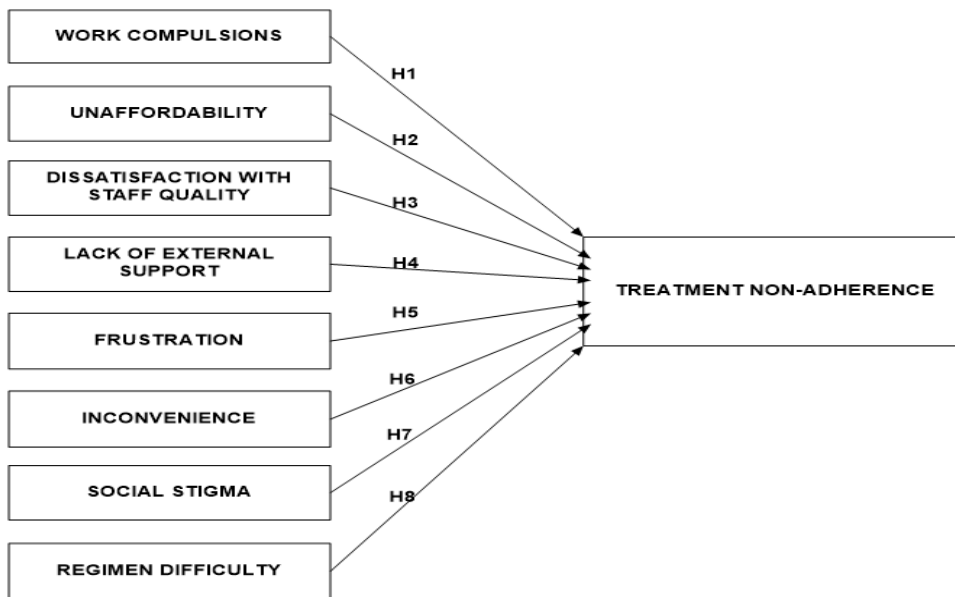 WORK COMPULSIONS
H1
UNAFFORDABILITY
H2
DISSATISFACTION WITH
STAFF QUALITY
H3
LACK OF EXTERNAL
SUPPORT
H4
TREATMENT NON-ADHERENCE
FRUSTRATION
H5
INCONVENIENCE
H6
SOCIAL STIGMA
H7
REGIMEN DIFFICULTY
H8